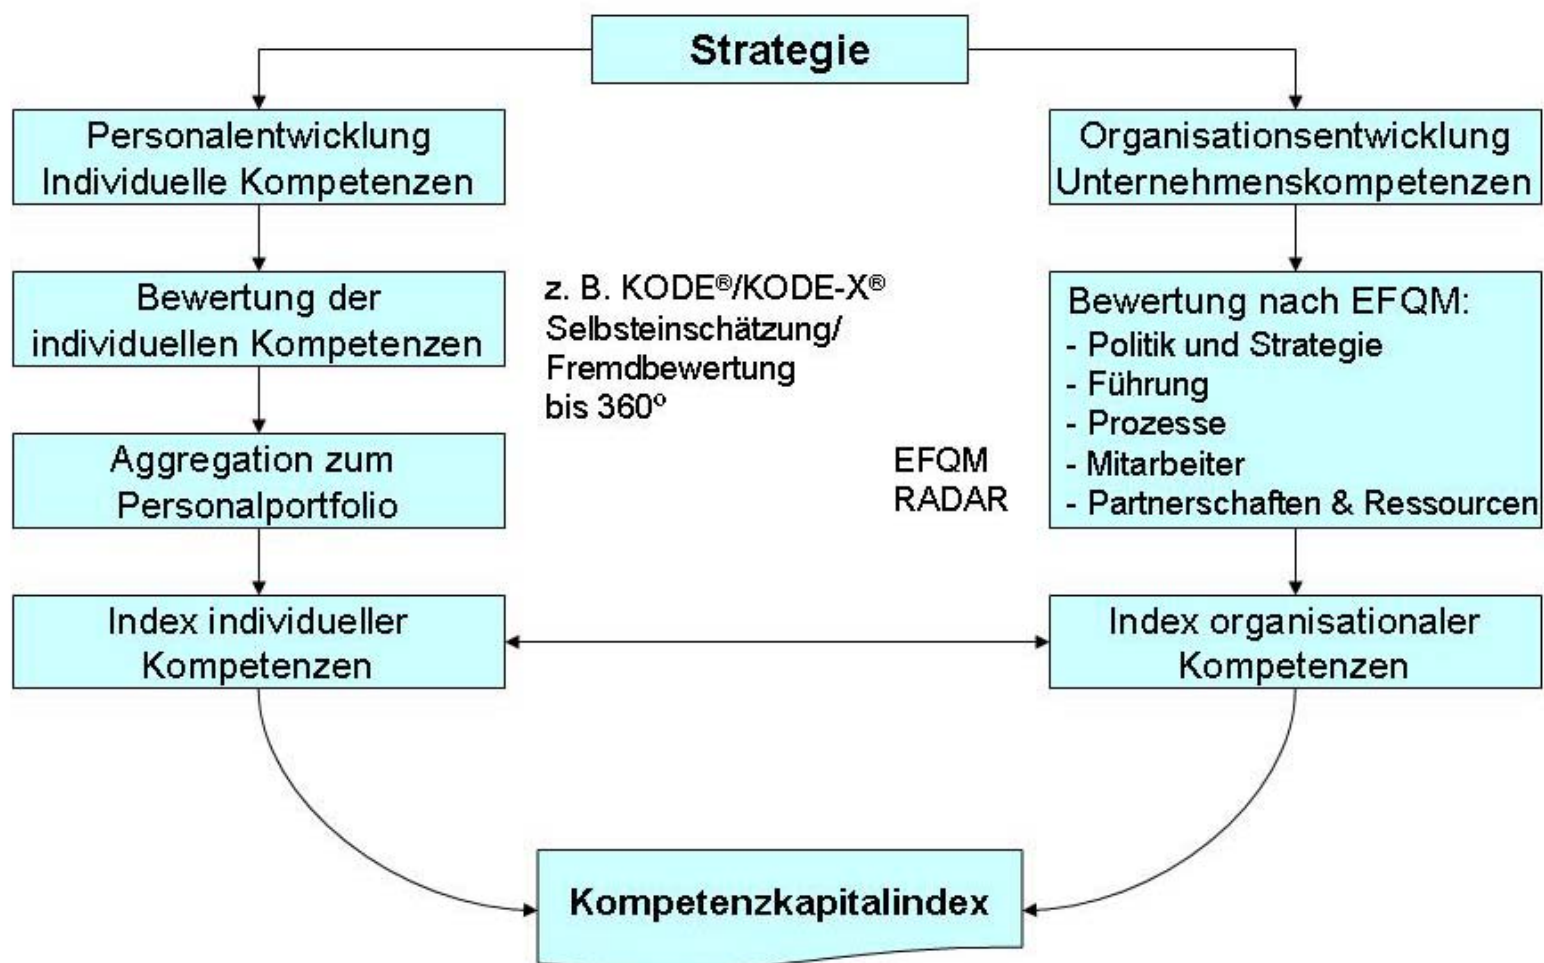 Strategie
Personalentwicklung
Individuelle Kompetenzen
Bewertung der
individuellen Kompetenzen
Aggregation zum
Personalportfolio
Index individueller
Kompetenzen
z. B. KODE®/KODE-X®
Selbsteinschätzung/
Fremdbewertung
bis 360º
EFQM
RADAR
Organisationsentwicklung
Unternehmenskompetenzen
Bewertung nach EFQM:
- Politik und Strategie
- Führung
- Prozesse
- Mitarbeiter
- Partnerschaften & Ressourcen
Index organisationaler
Kompetenzen
Kompetenzkapitalindex